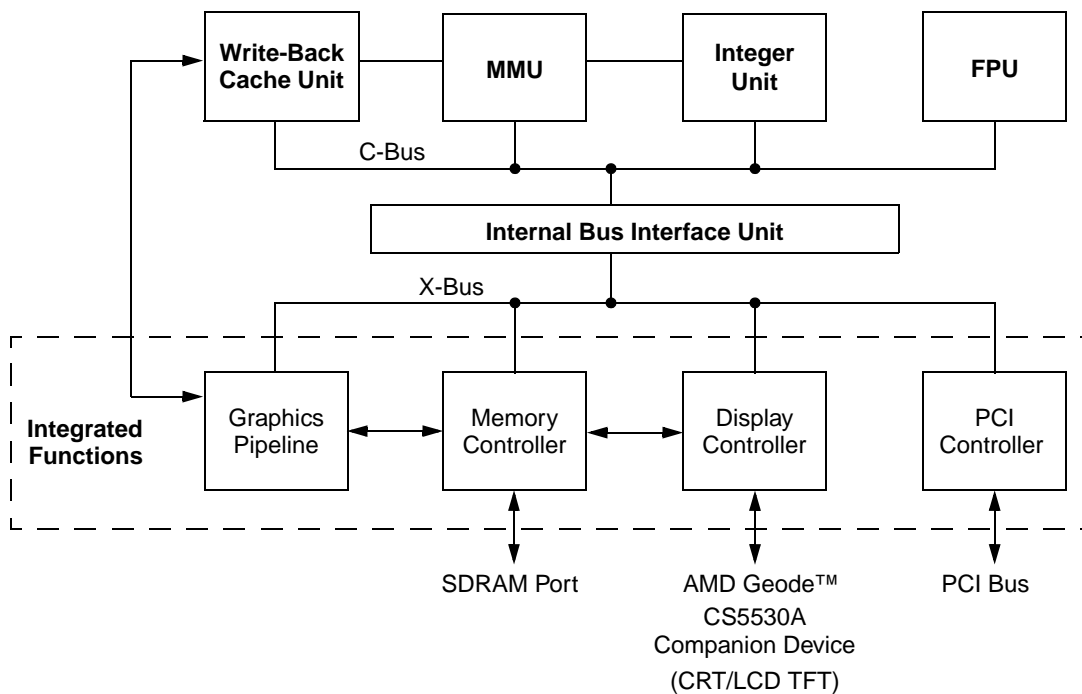 Write-Back
Cache Unit
MMU
Integer
Unit
FPU
C-Bus
Internal Bus Interface Unit
X-Bus
Integrated
Functions
Graphics
Pipeline
Memory
Controller
Display
Controller
PCI
Controller
SDRAM Port
AMD Geode™
CS5530A
Companion Device
(CRT/LCD TFT)
PCI Bus